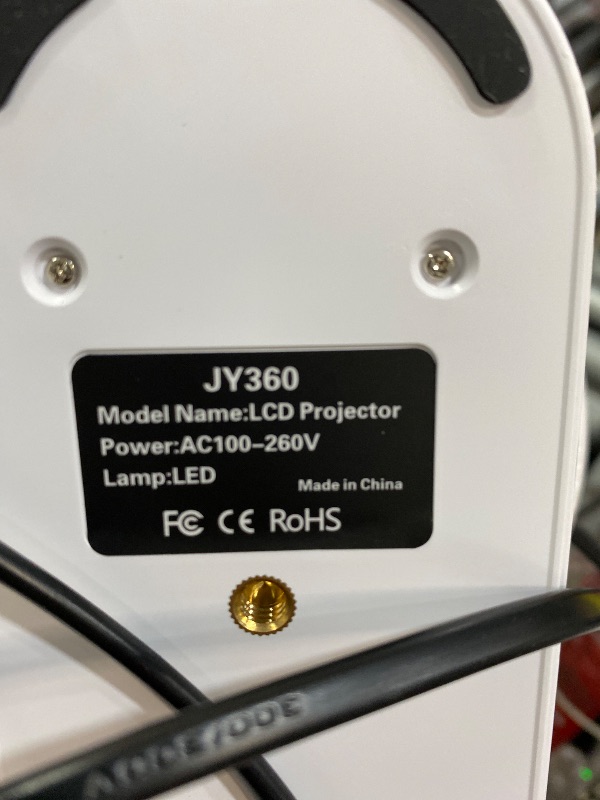 JY360
Model Name:LCD Projector
Power:AC100-260V
Lamp:LED
Made in China
FC CE RoHS